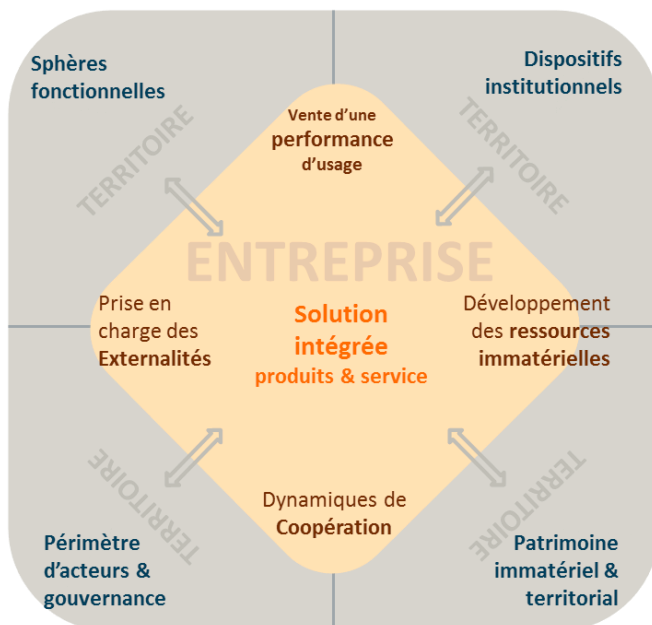 Sphères
fonctionnelles
Dispositifs
institutionnels
TERRITOIRE
TERRITOIRE
Vente d'une
performance
d'usage
ENTREPRISE
Prise en
charge des
Externalités
Solution
intégrée
produits & service
Développement
des ressources
immatérielles
Dynamiques de
Coopération
TERRITOIRE
TERRITOIRE
Périmètre
d'acteurs &
gouvernance
Patrimoine
immatériel &
territorial